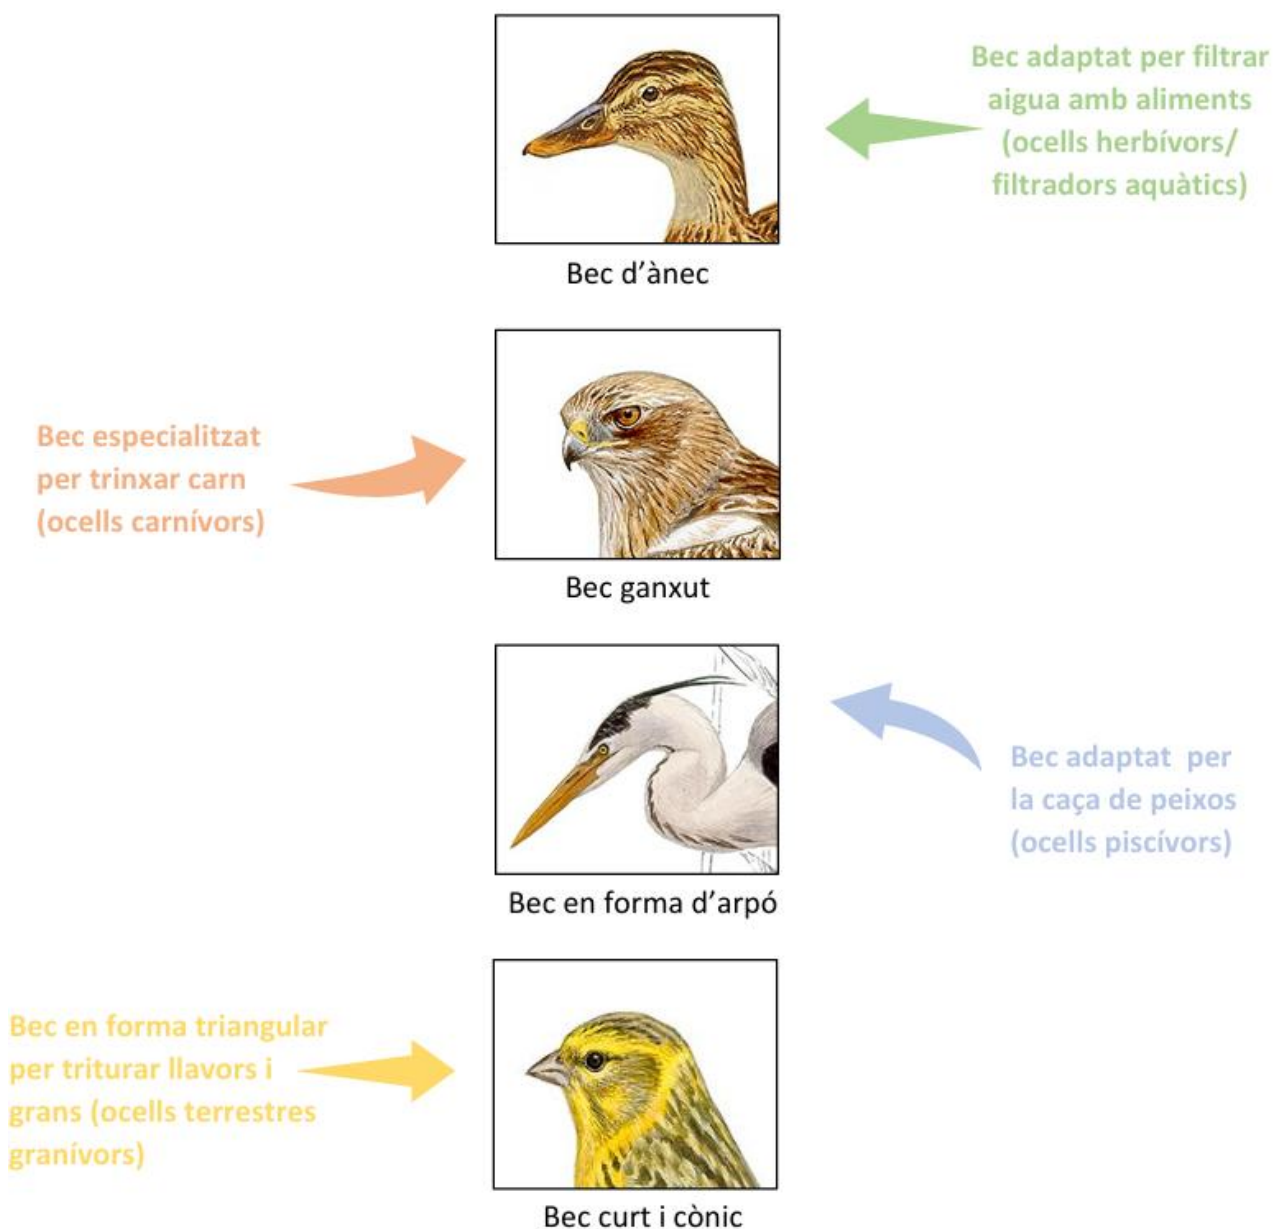 Bec adaptat per filtrar
aigua amb aliments
(ocells herbívors/
filtradors aquàtics)
Bec d’ànec
Bec especialitzat
per trinxar carn
(ocells carnívors)
Bec ganxut
Bec adaptat  per
la caça de peixos
(ocells piscívors)
Bec en forma d’arpó
Bec en forma triangular
per triturar llavors i
grans (ocells terrestres
granívors)
Bec curt i cònic